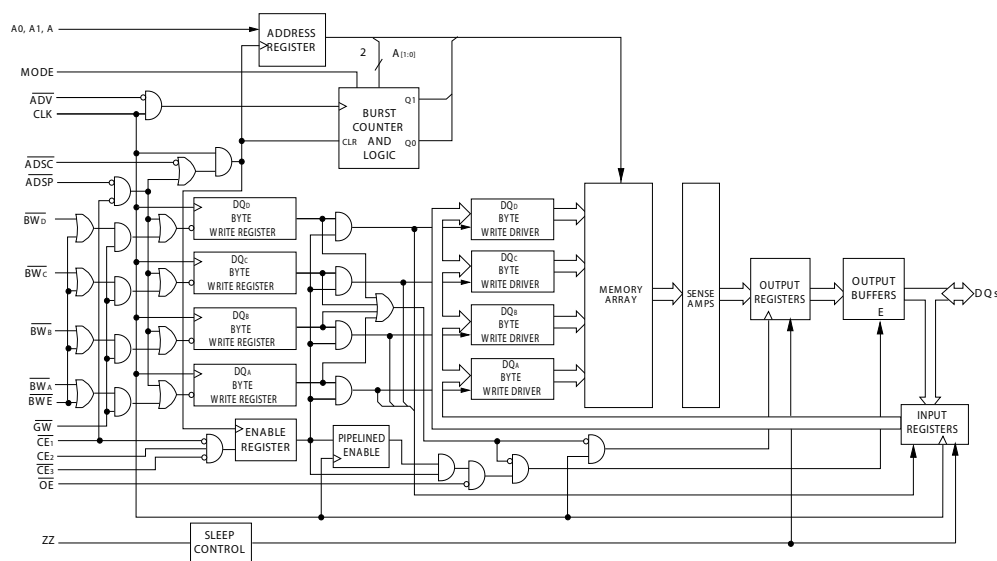 A0, A1, A
ADDRESS
REGISTER
2
A[1:0]
MODE
ADV
CLK
BURST
COUNTER
AND
LOGIC
Q1
CLR
Q0
ADSC
ADSP
BWD
DQD
BYTE
WRITE REGISTER
DQD
BYTE
WRITE DRIVER
BWC
DQC
BYTE
WRITE REGISTER
DQC
BYTE
WRITE DRIVER
MEMORY
ARRAY
SENSE
AMPS
OUTPUT
REGISTERS
OUTPUT
BUFFERS
E
DQs
BWB
DQB
BYTE
WRITE REGISTER
DQB
BYTE
WRITE DRIVER
BWA
BWE
DQA
BYTE
WRITE REGISTER
DQA
BYTE
WRITE DRIVER
GW
CE1
CE2
CE3
OE
ENABLE
REGISTER
PIPELINED
ENABLE
INPUT
REGISTERS
ZZ
SLEEP
CONTROL